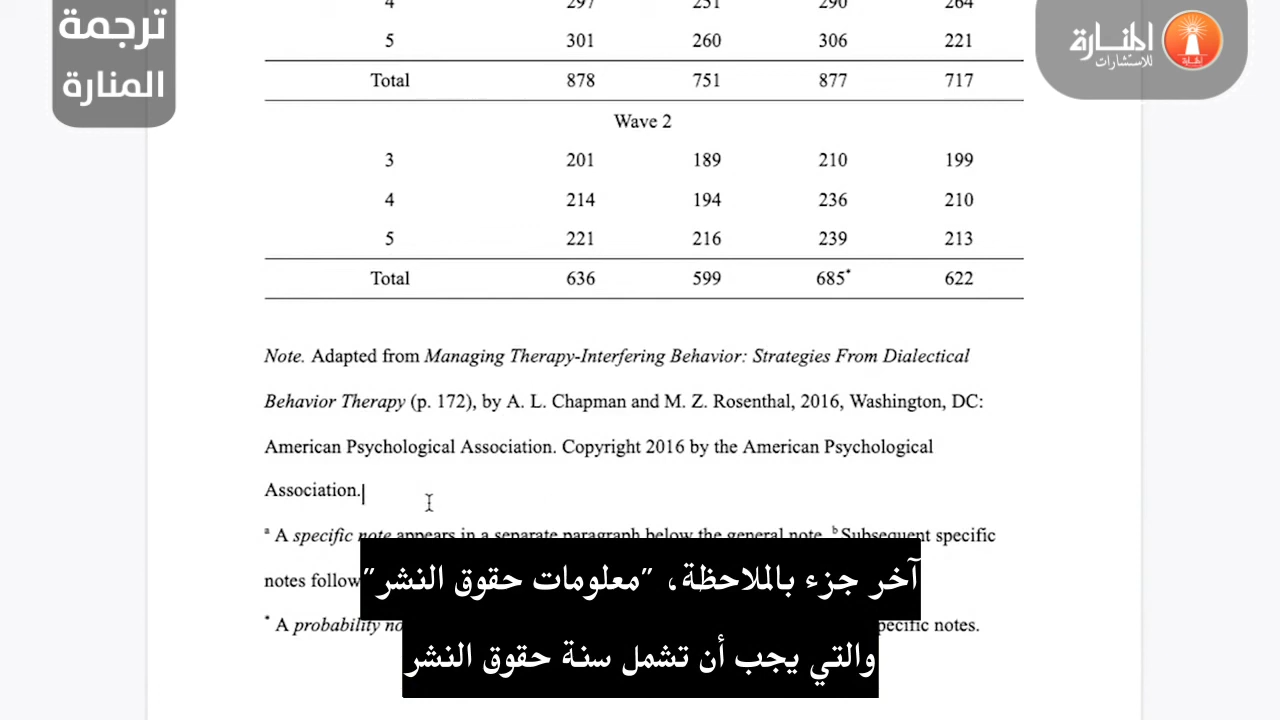 ترجمة
المنارة
المنارة
للاستشارات
4 297 251 290 264
5 301 260 306 221
Total 878 751 877 717
Wave 2
3 201 189 210 199
4 214 194 236 210
5 221 216 239 213
Total 636 599 685* 622
Note. Adapted from Managing Therapy-Interfering Behavior: Strategies From Dialectical
Behavior Therapy (p. 172), by A. L. Chapman and M. Z. Rosenthal, 2016, Washington, DC:
American Psychological Association. Copyright 2016 by the American Psychological
Association.
ᵃ A specific note appears in a separate paragraph below the general note. ᵇ Subsequent specific
notes follow
* A probability
specific notes.
آخر جزء بالملاحظة، "معلومات حقوق النشر"
والتي يجب أن تشمل سنة حقوق النشر